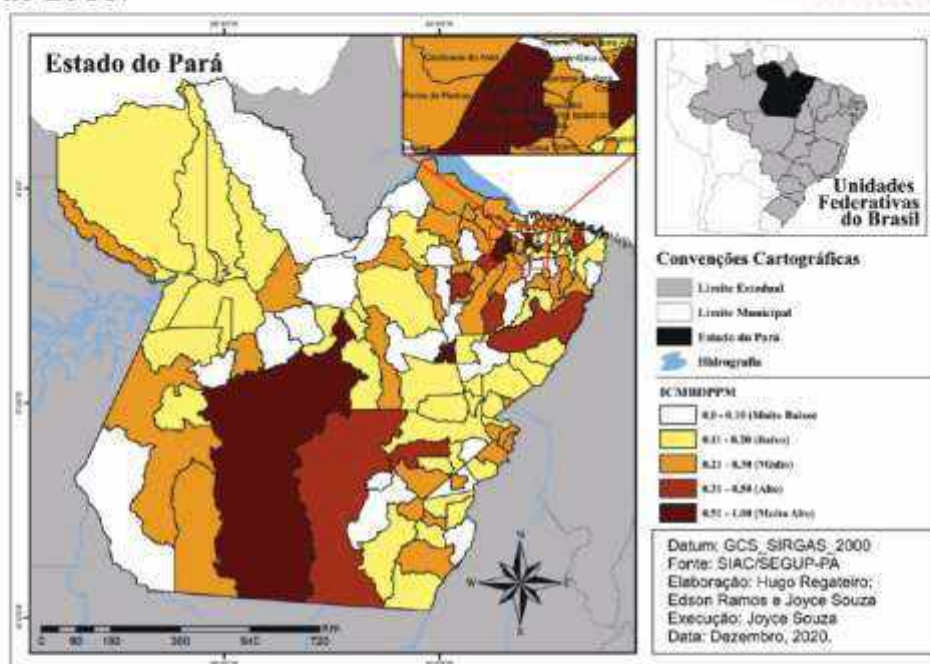 Estado do Pará
Unidades
Federativas
do Brasil
Convenções Cartográficas
Limite Estadual
Limite Municipal
Estado do Pará
Hidrografia
ICMBDPPM
0.0 - 0.10 (Muito Baixo)
0.11 - 0.20 (Baixo)
0.21 - 0.30 (Médio)
0.31 - 0.50 (Alto)
0.51 - 1.00 (Muito Alto)
Datum: GCS_SIRGAS_2000
Fonte: SIAC/SEGUP-PA
Elaboração: Hugo Regateiro;
Edson Ramos e Joyce Souza
Execução: Joyce Souza
Data: Dezembro, 2020.
N
W
E
S
0 90 180 360 540 720